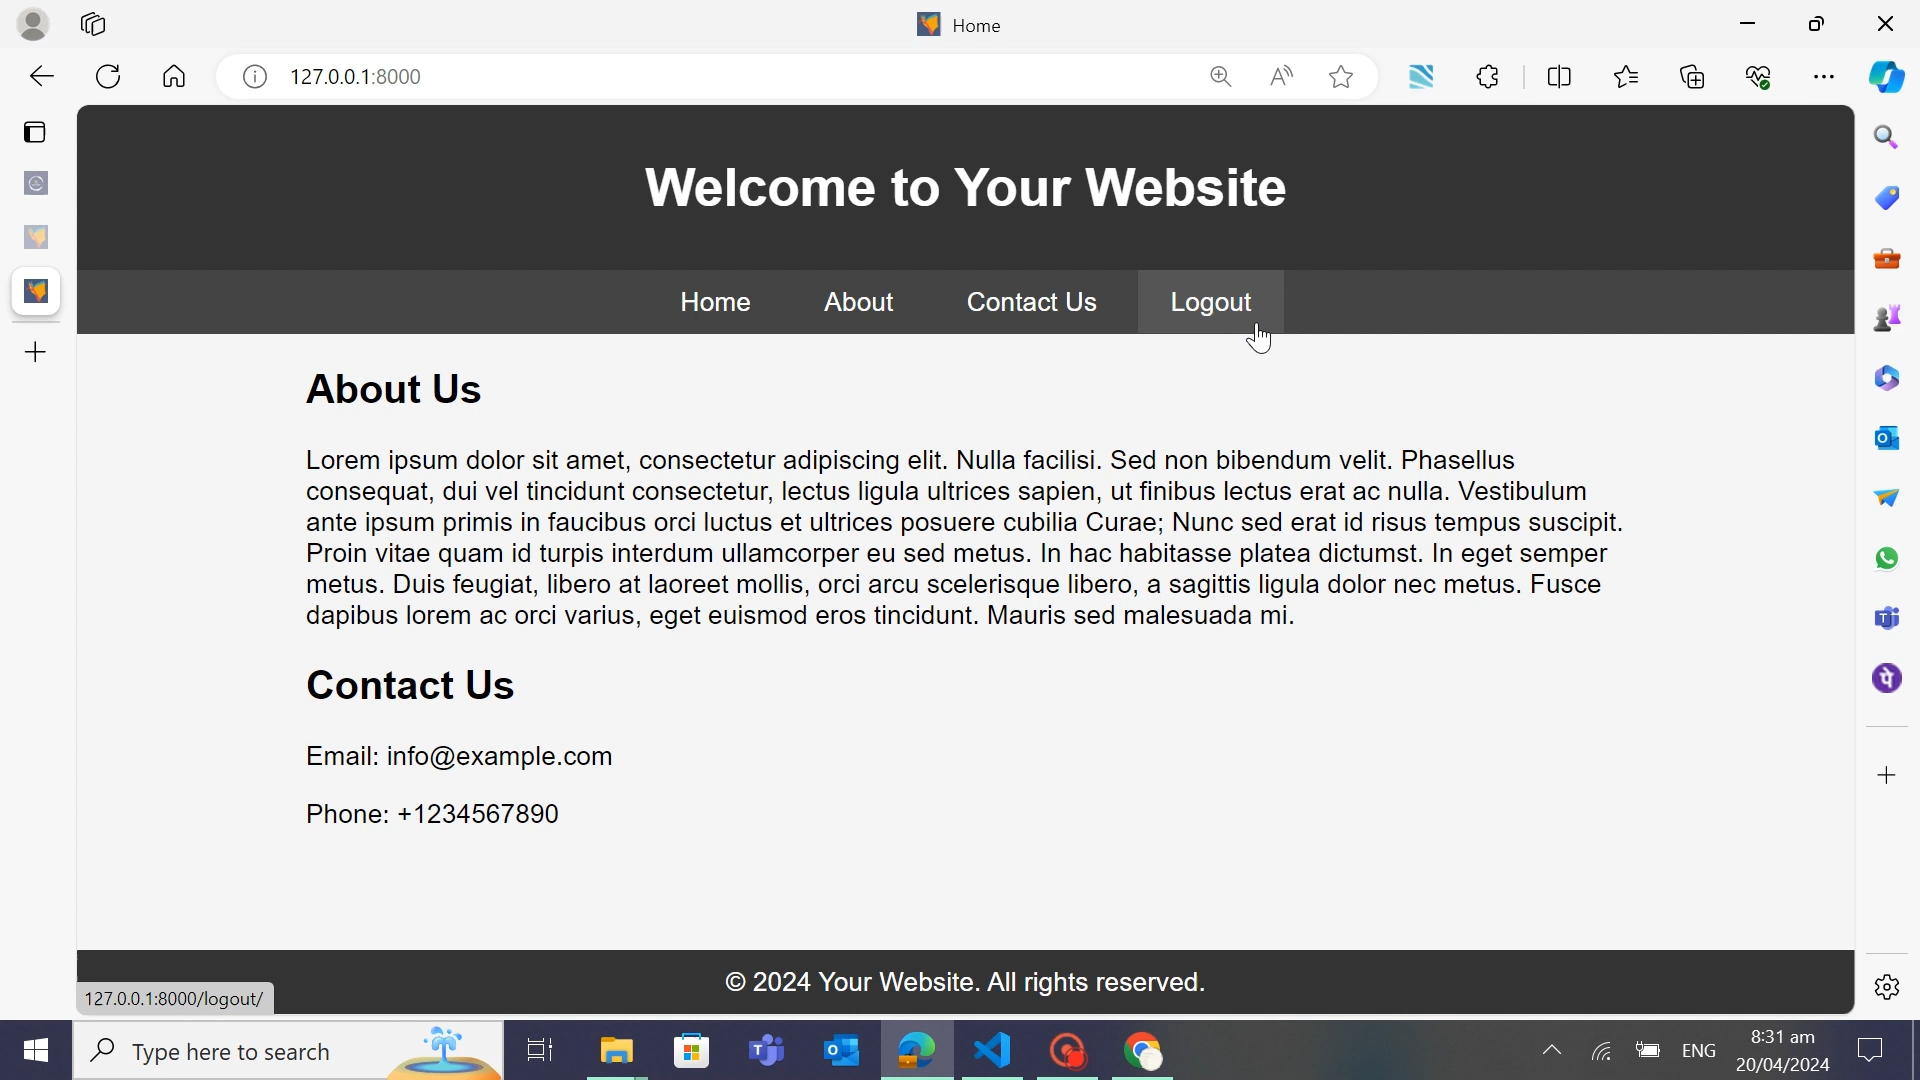 Home
127.0.0.1:8000
Welcome to Your Website
Home About Contact Us Logout
About Us
Lorem ipsum dolor sit amet, consectetur adipiscing elit. Nulla facilisi. Sed non bibendum velit. Phasellus
consequat, dui vel tincidunt consectetur, lectus ligula ultrices sapien, ut finibus lectus erat ac nulla. Vestibulum
ante ipsum primis in faucibus orci luctus et ultrices posuere cubilia Curae; Nunc sed erat id risus tempus suscipit.
Proin vitae quam id turpis interdum ullamcorper eu sed metus. In hac habitasse platea dictumst. In eget semper
metus. Duis feugiat, libero at laoreet mollis, orci arcu scelerisque libero, a sagittis ligula dolor nec metus. Fusce
dapibus lorem ac orci varius, eget euismod eros tincidunt. Mauris sed malesuada mi.
Contact Us
Email: info@example.com
Phone: +1234567890
© 2024 Your Website. All rights reserved.
127.0.0.1:8000/logout/
Type here to search
ENG
8:31 am
20/04/2024